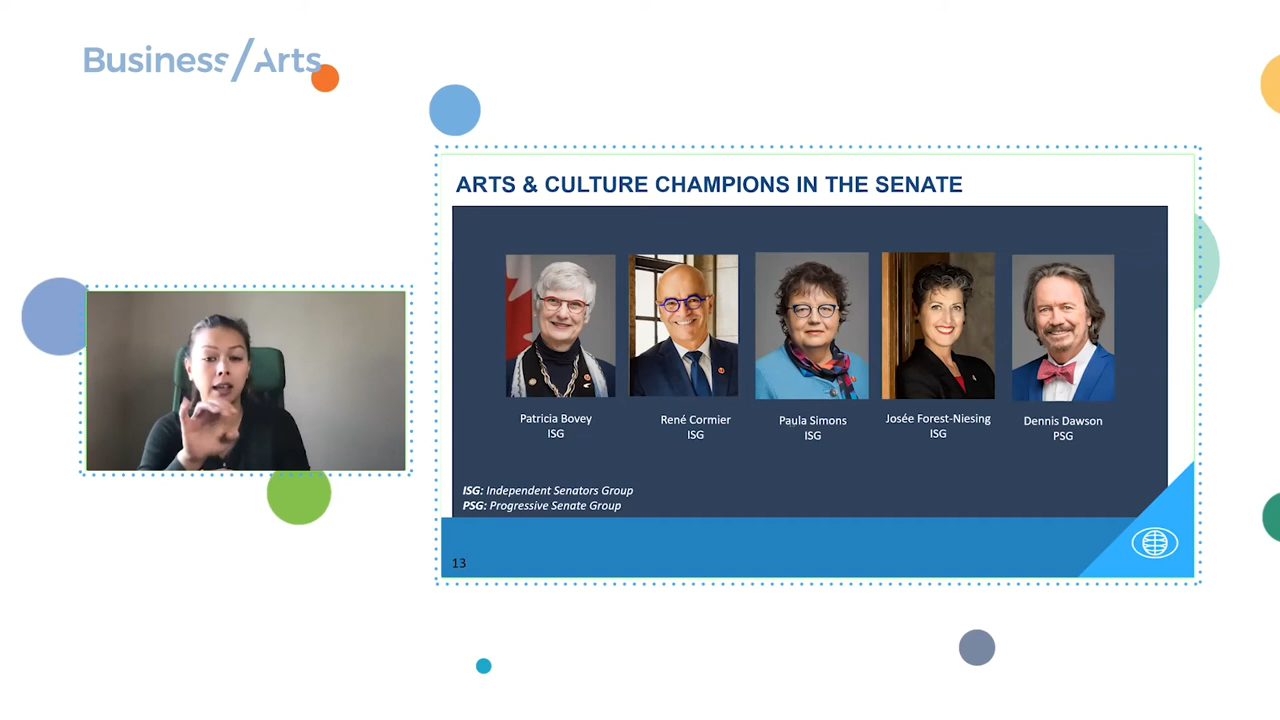 Business/Arts
ARTS & CULTURE CHAMPIONS IN THE SENATE
Patricia Bovey
ISG
René Cormier
ISG
Paula Simons
ISG
Josée Forest-Niesing
ISG
Dennis Dawson
PSG
ISG: Independent Senators Group
PSG: Progressive Senate Group
13